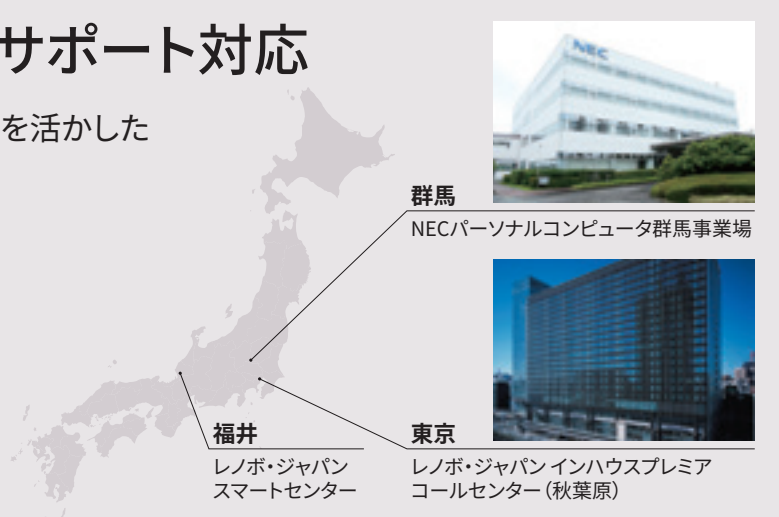 サポート対応
を活かした
NEC
群馬
NECパーソナルコンピュータ群馬事業場
福井
レノボ・ジャパン
スマートセンター
東京
レノボ・ジャパン インハウスプレミア
コールセンター（秋葉原）